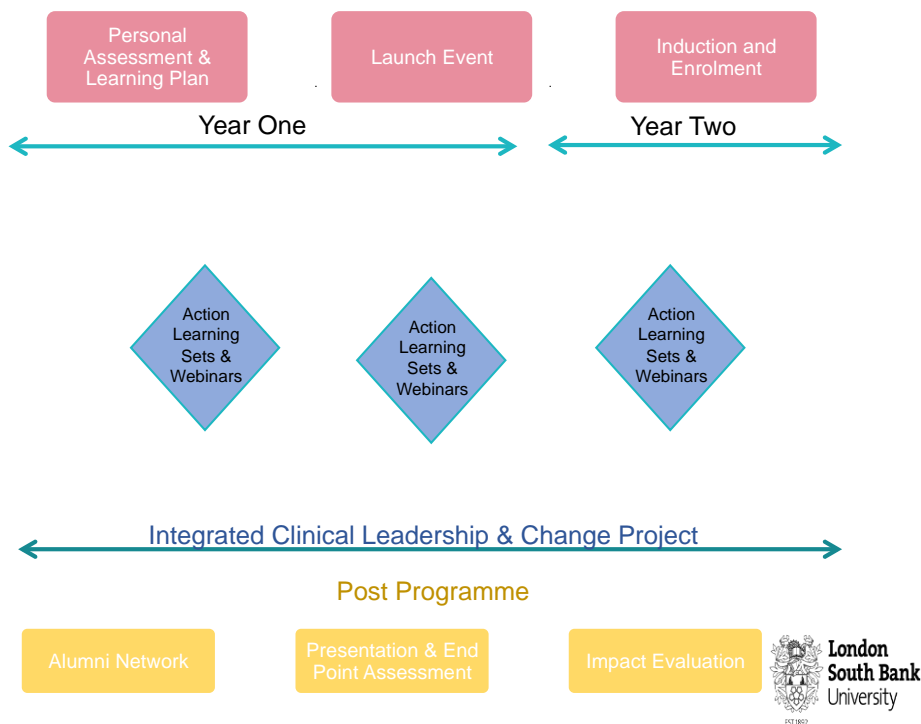 Personal
Assessment &
Learning Plan
Launch Event
Induction and
Enrolment
Year One
Year Two
Action
Learning
Sets &
Webinars
Action
Learning
Sets &
Webinars
Action
Learning
Sets &
Webinars
Integrated Clinical Leadership & Change Project
Post Programme
Alumni Network
Presentation & End
Point Assessment
Impact Evaluation
London
South Bank
University
EST 1892